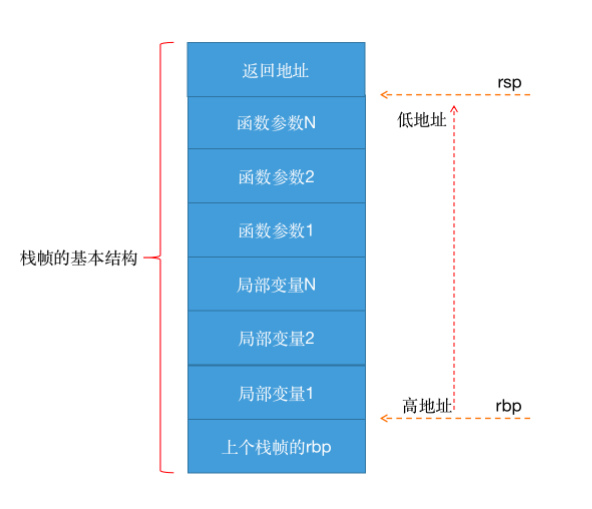 返回地址
rsp
函数参数N
低地址
函数参数2
函数参数1
栈帧的基本结构
局部变量N
局部变量2
局部变量1
高地址
rbp
上个栈帧的rbp